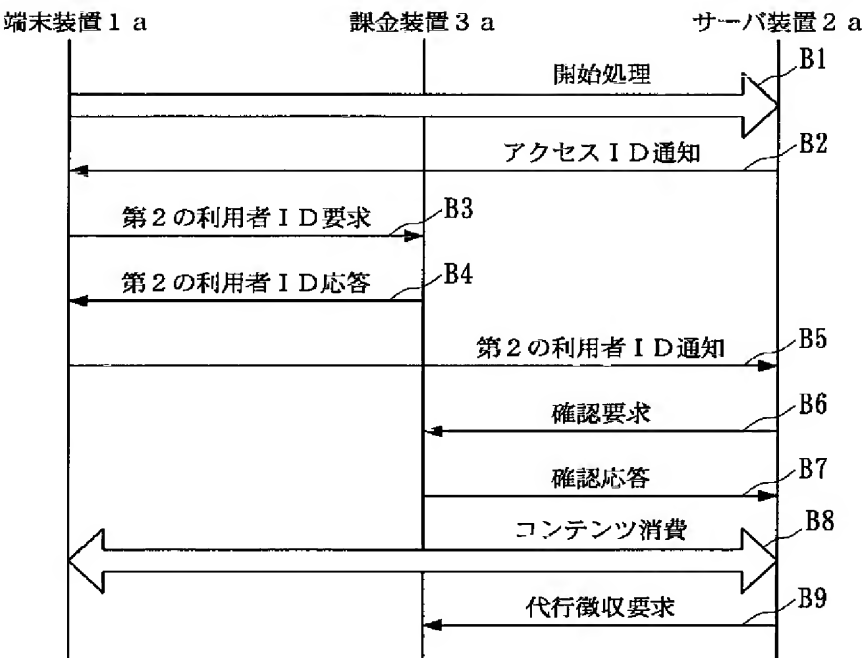 端末装置1a 課金装置3a サーバ装置2a
開始処理 B1
アクセスID通知 B2
第2の利用者ID要求 B3
第2の利用者ID応答 B4
第2の利用者ID通知 B5
確認要求 B6
確認応答 B7
コンテンツ消費 B8
代行徴収要求 B9